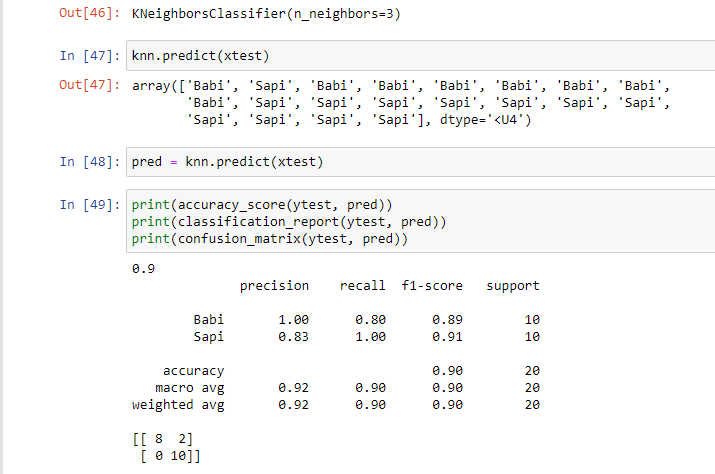 Out[46]: KNeighborsClassifier(n_neighbors=3)
In [47]: knn.predict(xtest)
Out[47]: array(['Babi', 'Sapi', 'Babi', 'Babi', 'Babi', 'Babi', 'Babi', 'Babi',
'Babi', 'Sapi', 'Sapi', 'Sapi', 'Sapi', 'Sapi', 'Sapi', 'Sapi',
'Sapi', 'Sapi', 'Sapi', 'Sapi'], dtype='<U4')
In [48]: pred = knn.predict(xtest)
In [49]: print(accuracy_score(ytest, pred))
print(classification_report(ytest, pred))
print(confusion_matrix(ytest, pred))
0.9
precision recall f1-score support
Babi 1.00 0.80 0.89 10
Sapi 0.83 1.00 0.91 10
accuracy 0.90 20
macro avg 0.92 0.90 0.90 20
weighted avg 0.92 0.90 0.90 20
[[ 8 2]
[ 0 10]]